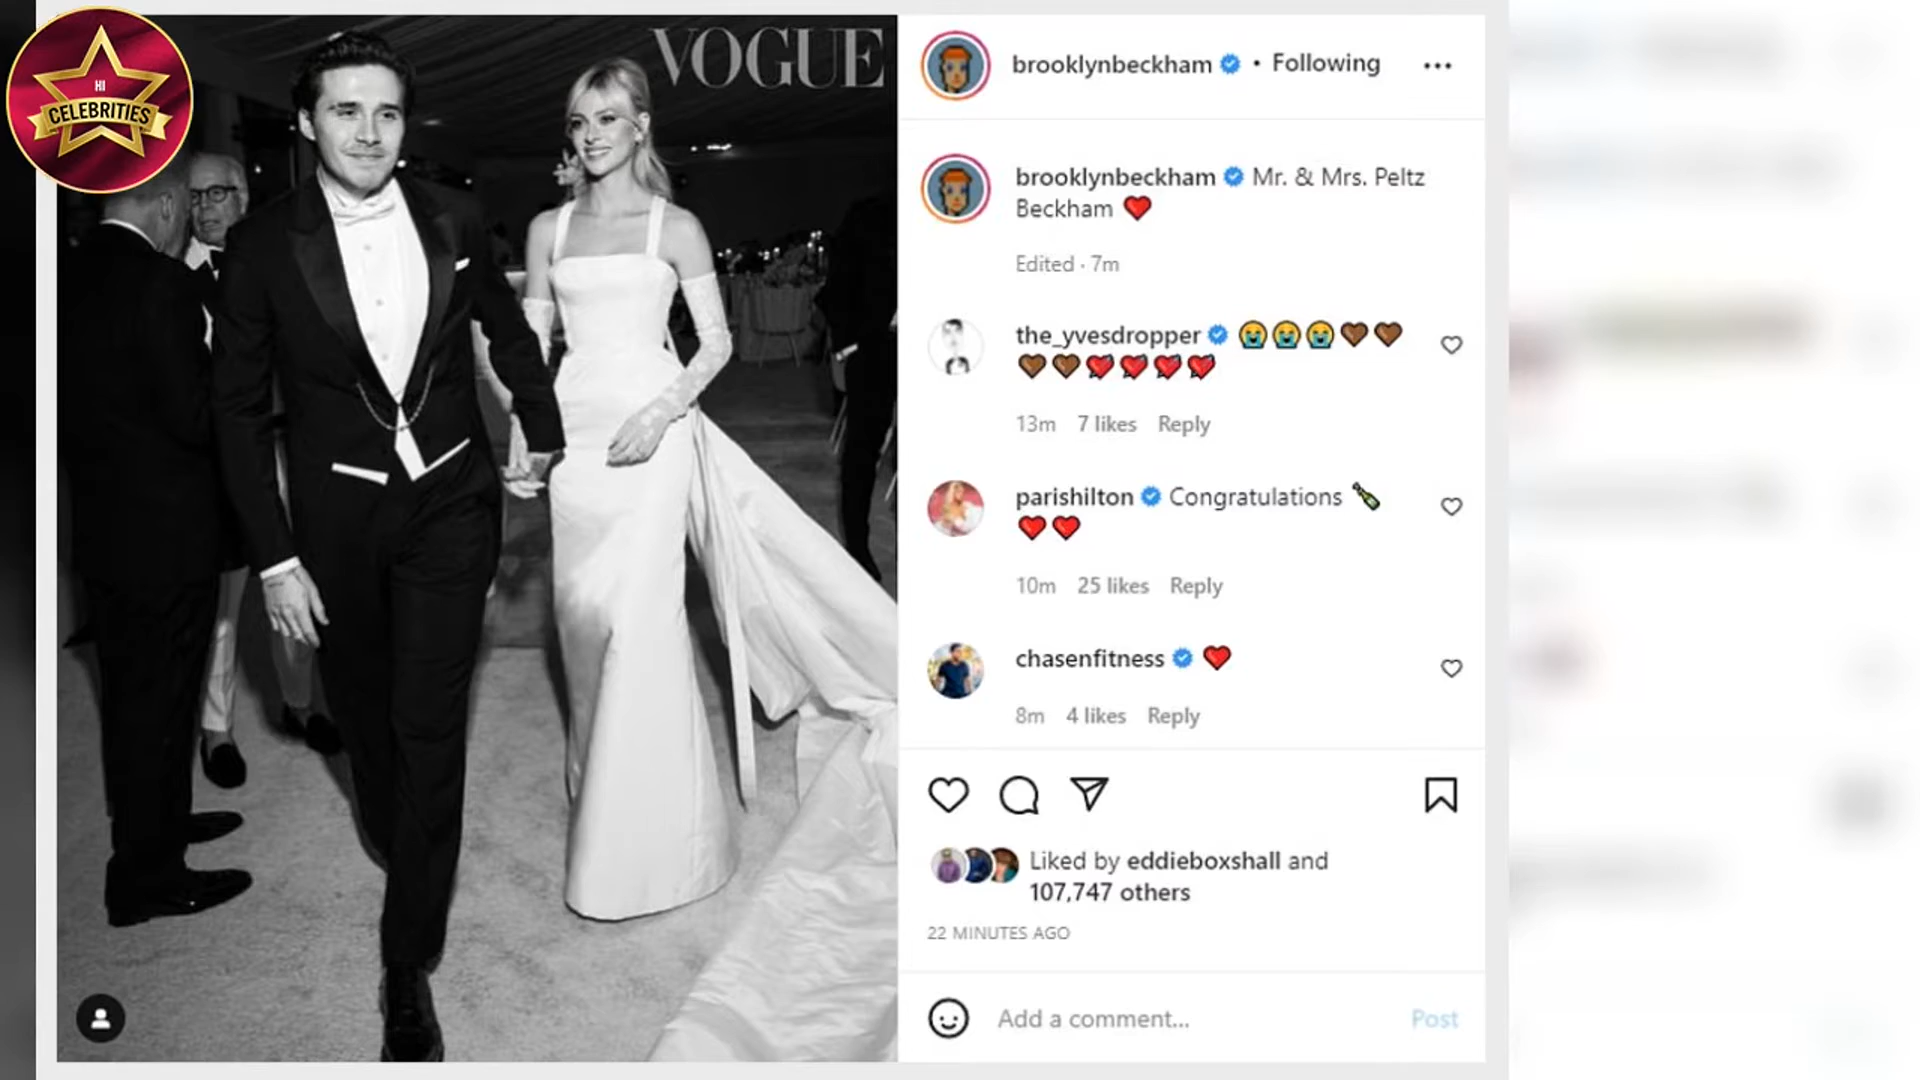 HI
CELEBRITIES
VOGUE
brooklynbeckham • Following
brooklynbeckham Mr. & Mrs. Peltz
Beckham ❤️
Edited · 7m
the_yvesdropper 😭😭😭🤎🤎
🤎🤎💘💘💘💘
13m 7 likes Reply
parishilton Congratulations 🍾
❤️❤️
10m 25 likes Reply
chasenfitness ❤️
8m 4 likes Reply
Liked by eddieboxshall and
107,747 others
22 MINUTES AGO
Add a comment... Post